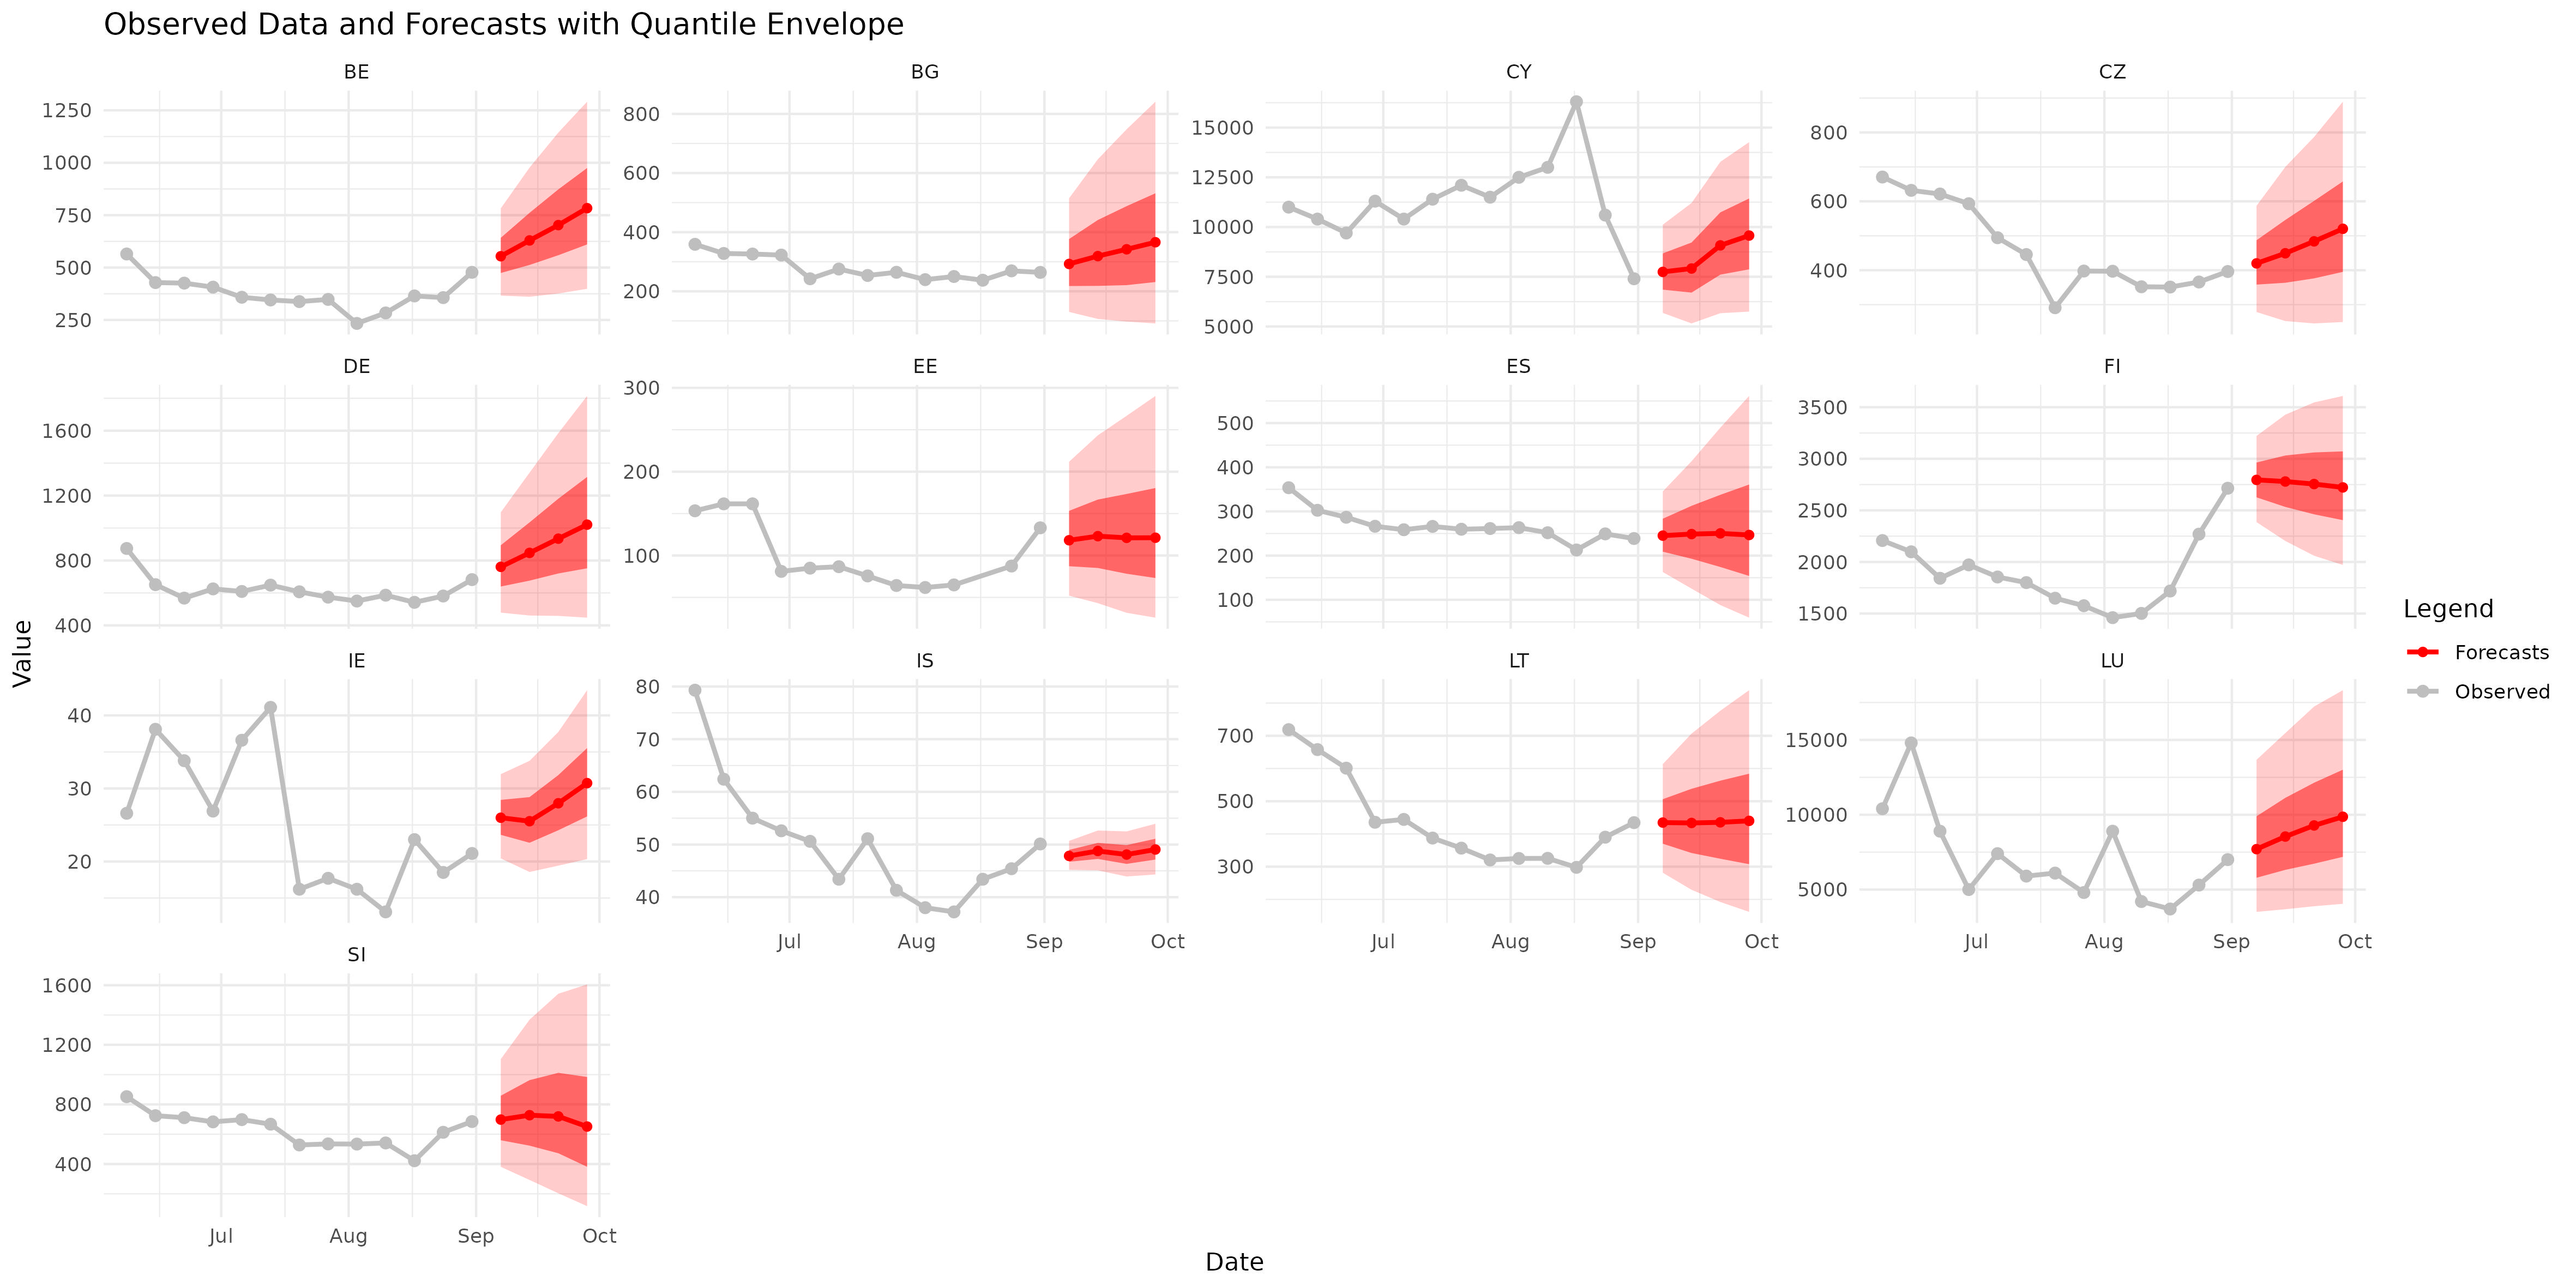 Observed Data and Forecasts with Quantile Envelope
BE
BG
CY
CZ
1250
1000
750
500
250
800
600
400
200
15000
12500
10000
7500
5000
800
600
400
DE
EE
ES
FI
1600
1200
800
400
300
200
100
500
400
300
200
100
3500
3000
2500
2000
1500
IE
IS
LT
LU
40
30
20
80
70
60
50
40
700
500
300
15000
10000
5000
Jul Aug Sep Oct
Jul Aug Sep Oct
Jul Aug Sep Oct
SI
1600
1200
800
400
Jul Aug Sep Oct
Value
Date
Legend
Forecasts
Observed